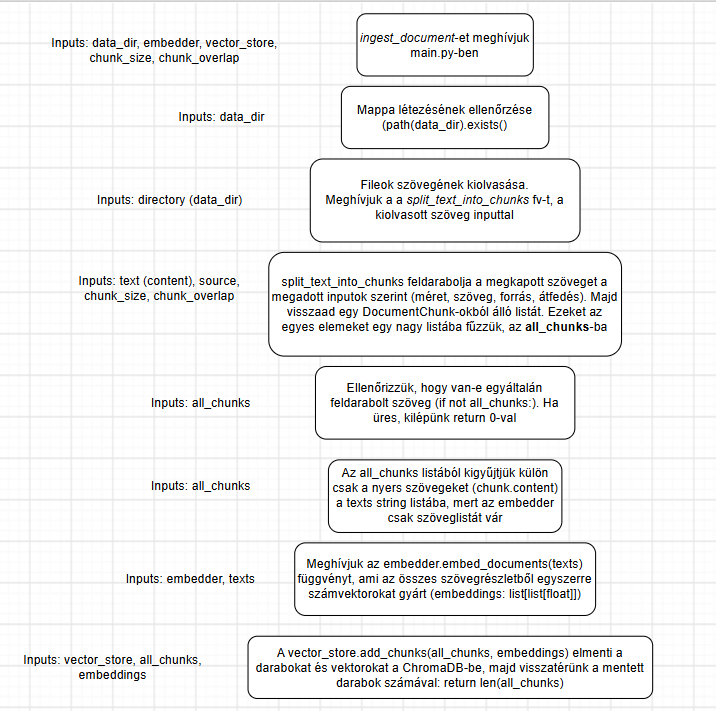 Inputs: data_dir, embedder, vector_store,
chunk_size, chunk_overlap
ingest_document-et meghívjuk
main.py-ben
Inputs: data_dir
Mappa létezésének ellenőrzése
(path(data_dir).exists()
Inputs: directory (data_dir)
Fileok szövegének kiolvasása.
Meghívjuk a a split_text_into_chunks fv-t, a
kiolvasott szöveg inputtal
Inputs: text (content), source,
chunk_size, chunk_overlap
split_text_into_chunks feldarabolja a megkapott szöveget a
megadott inputok szerint (méret, szöveg, forrás, átfedés). Majd
visszaad egy DocumentChunk-okból álló listát. Ezeket az
egyes elemeket egy nagy listába fűzzük, az all_chunks-ba
Inputs: all_chunks
Ellenőrizzük, hogy van-e egyáltalán
feldarabolt szöveg (if not all_chunks:). Ha
üres, kilépünk return 0-val
Inputs: all_chunks
Az all_chunks listából kigyűjtjük külön
csak a nyers szövegeket (chunk.content)
a texts string listába, mert az embedder
csak szöveglistát vár
Inputs: embedder, texts
Meghívjuk az embedder.embed_documents(texts)
függvényt, ami az összes szövegrészletből egyszerre
számvektorokat gyárt (embeddings: list[list[float]])
Inputs: vector_store, all_chunks,
embeddings
A vector_store.add_chunks(all_chunks, embeddings) elmenti a
darabokat és vektorokat a ChromaDB-be, majd visszatérünk a mentett
darabok számával: return len(all_chunks)